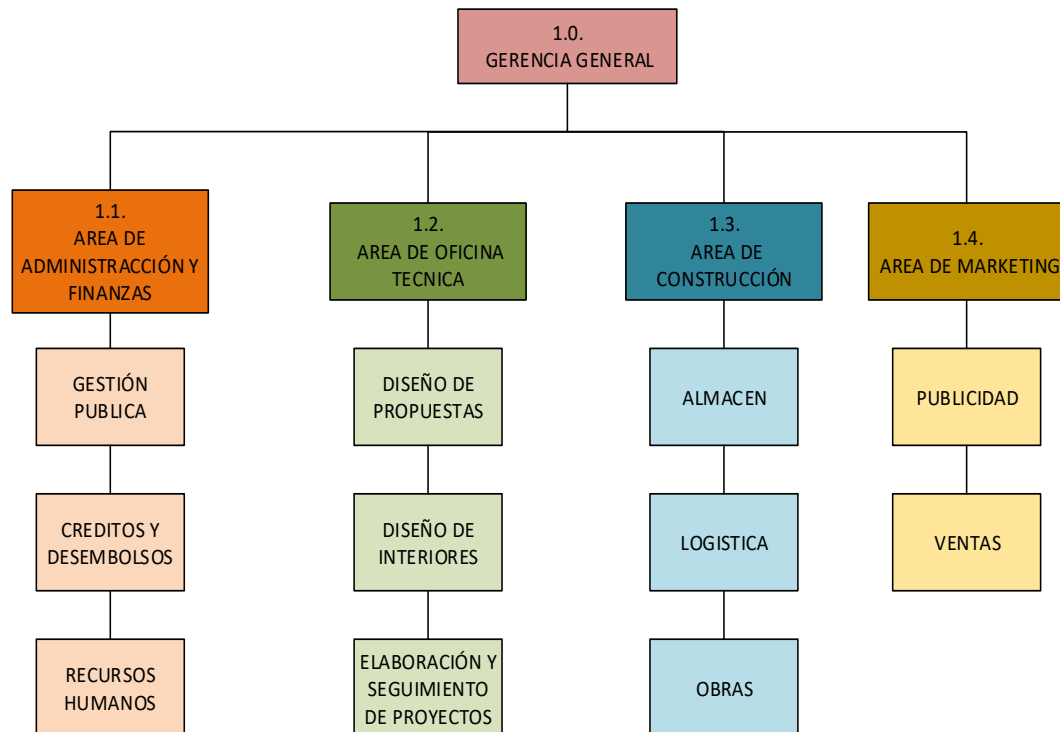 1.0.
GERENCIA GENERAL
1.1.
AREA DE
ADMINISTRACCIÓN Y
FINANZAS
1.2.
AREA DE OFICINA
TECNICA
1.3.
AREA DE
CONSTRUCCIÓN
1.4.
AREA DE MARKETING
GESTIÓN
PUBLICA
DISEÑO DE
PROPUESTAS
ALMACEN
PUBLICIDAD
CREDITOS Y
DESEMBOLSOS
DISEÑO DE
INTERIORES
LOGISTICA
VENTAS
RECURSOS
HUMANOS
ELABORACIÓN Y
SEGUIMIENTO
DE PROYECTOS
OBRAS